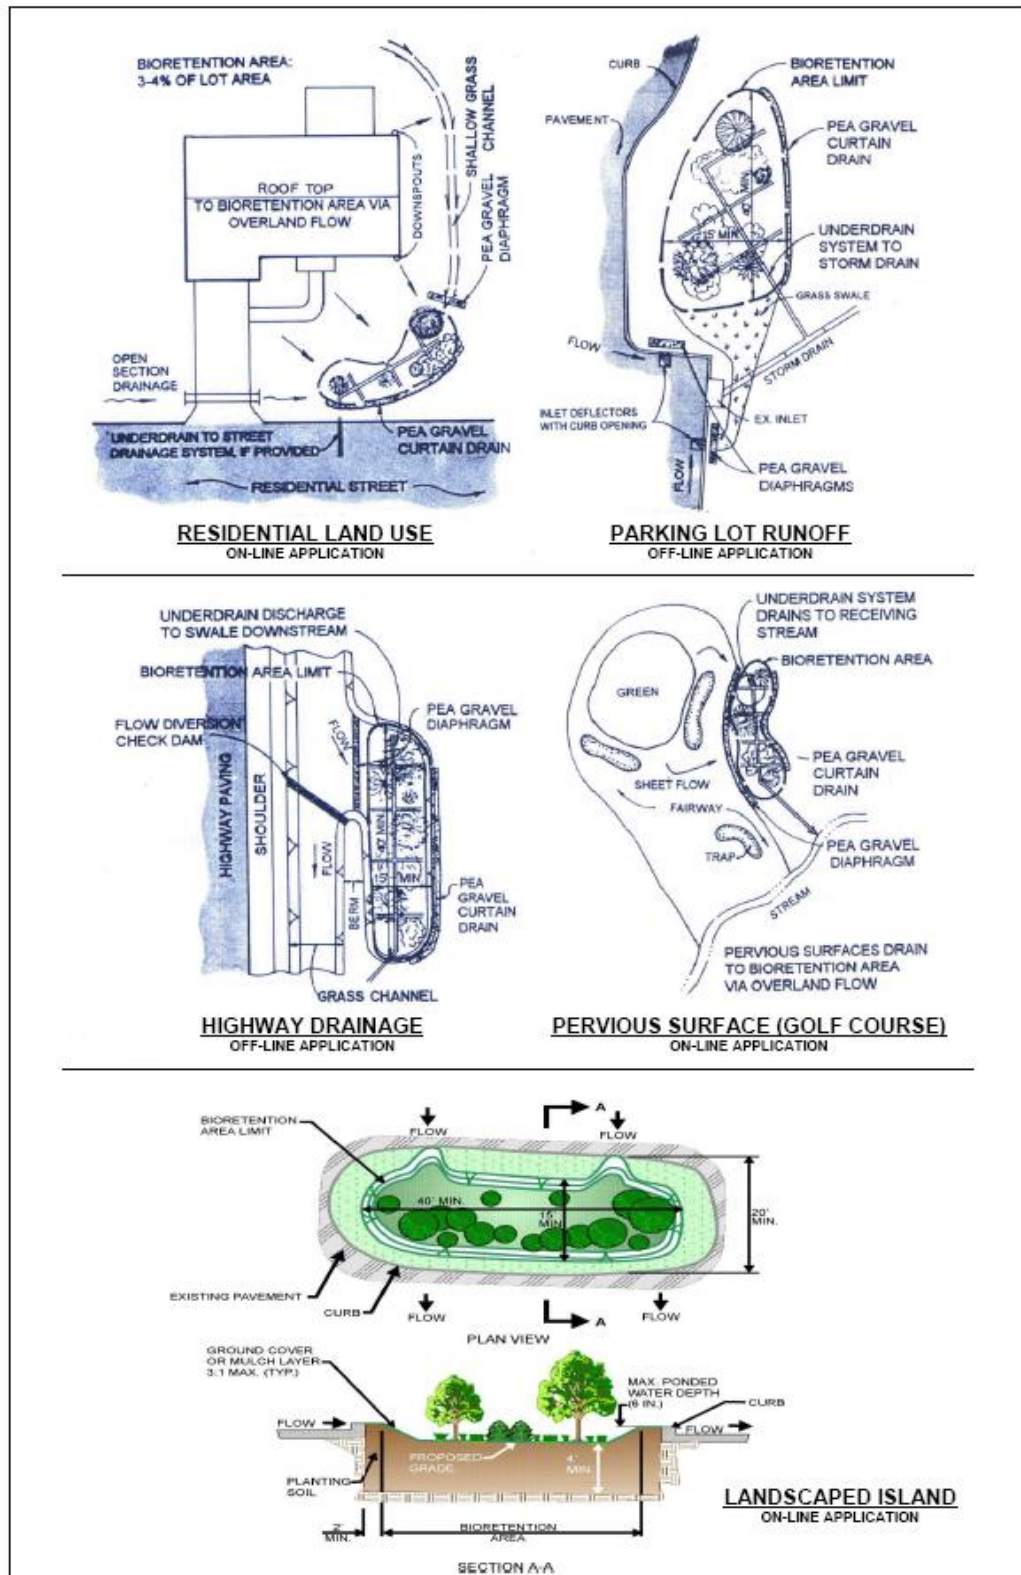 BIORETENTION AREA:
3-4% OF LOT AREA
SHALLOW GRASS
CHANNEL
PEA GRAVEL
DIAPHRAGM
DOWNSPOUTS
ROOF TOP
TO BIORETENTION AREA VIA
OVERLAND FLOW
OPEN
SECTION
DRAINAGE
UNDERDRAIN TO STREET
DRAINAGE SYSTEM, IF PROVIDED
PEA GRAVEL
CURTAIN DRAIN
RESIDENTIAL STREET
RESIDENTIAL LAND USE
ON-LINE APPLICATION
CURB
PAVEMENT
BIORETENTION
AREA LIMIT
PEA GRAVEL
CURTAIN
DRAIN
40' MIN.
15' MIN.
UNDERDRAIN
SYSTEM TO
STORM DRAIN
GRASS SWALE
FLOW
STORM DRAIN
INLET DEFLECTORS
WITH CURB OPENING
EX. INLET
FLOW
PEA GRAVEL
DIAPHRAGMS
PARKING LOT RUNOFF
OFF-LINE APPLICATION
UNDERDRAIN DISCHARGE
TO SWALE DOWNSTREAM
BIORETENTION AREA LIMIT
FLOW DIVERSION
CHECK DAM
PEA GRAVEL
DIAPHRAGM
HIGHWAY PAVING
SHOULDER
FLOW
FLOW
40' MIN.
15' MIN.
BERM
PEA
GRAVEL
CURTAIN
DRAIN
GRASS CHANNEL
HIGHWAY DRAINAGE
OFF-LINE APPLICATION
UNDERDRAIN SYSTEM
DRAINS TO RECEIVING
STREAM
BIORETENTION AREA
GREEN
PEA GRAVEL
CURTAIN
DRAIN
SHEET FLOW
FAIRWAY
TRAP
PEA GRAVEL
DIAPHRAGM
STREAM
PERVIOUS SURFACES DRAIN
TO BIORETENTION AREA
VIA OVERLAND FLOW
PERVIOUS SURFACE (GOLF COURSE)
ON-LINE APPLICATION
BIORETENTION
AREA LIMIT
FLOW
A
FLOW
40' MIN.
15'
MIN.
20'
MIN.
EXISTING PAVEMENT
CURB
FLOW
A
FLOW
PLAN VIEW
GROUND COVER
OR MULCH LAYER
3.1 MAX. (TYP.)
MAX. PONDED
WATER DEPTH
(6 IN.)
CURB
FLOW
FLOW
PROPOSED
GRADE
4'
MIN.
PLANTING
SOIL
2'
MIN.
BIORETENTION
AREA
SECTION A-A
LANDSCAPED ISLAND
ON-LINE APPLICATION